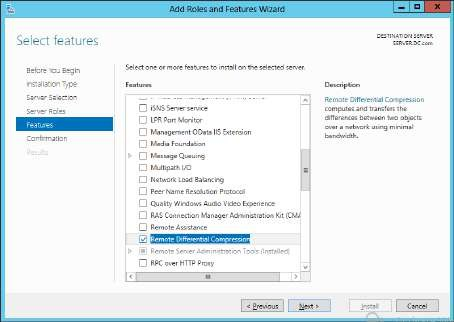 Add Roles and Features Wizard
Select features
DESTINATION SERVER
SERVER.DC.com
Before You Begin
Installation Type
Server Selection
Server Roles
Features
Confirmation
Results
Select one or more features to install on the selected server.
Features
iSNS Server service
LPR Port Monitor
Management OData IIS Extension
Media Foundation
Message Queuing
Multipath I/O
Network Load Balancing
Peer Name Resolution Protocol
Quality Windows Audio Video Experience
RAS Connection Manager Administration Kit (CMA
Remote Assistance
Remote Differential Compression
Remote Server Administration Tools (Installed)
RPC over HTTP Proxy
Description
Remote Differential Compression
computes and transfers the
differences between two objects
over a network using minimal
bandwidth.
< Previous
Next >
Install
Cancel